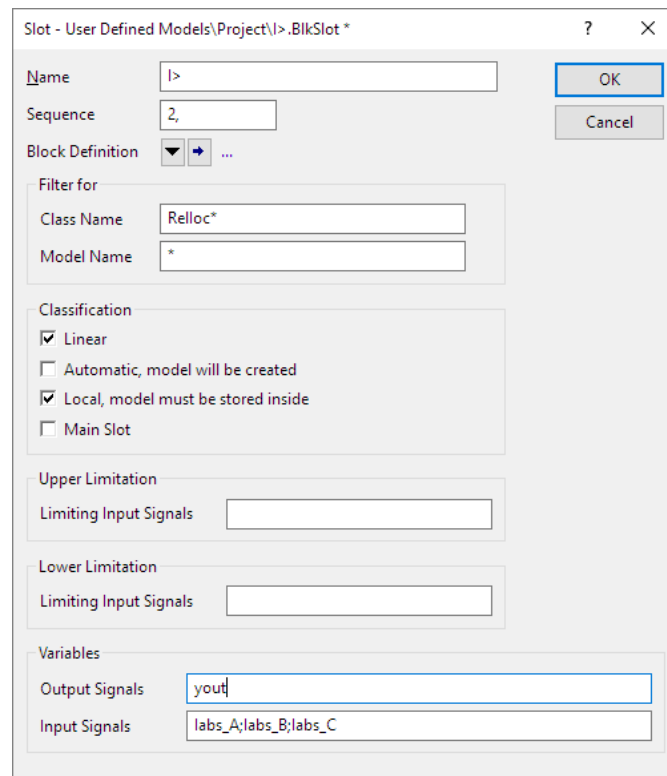 Slot - User Defined Models\Project\I>.BlkSlot * ?
Name I>
OK
Sequence 2,
Cancel
Block Definition ...
Filter for
Class Name Relloc*
Model Name *
Classification
Linear
Automatic, model will be created
Local, model must be stored inside
Main Slot
Upper Limitation
Limiting Input Signals
Lower Limitation
Limiting Input Signals
Variables
Output Signals yout
Input Signals Iabs_A;Iabs_B;Iabs_C